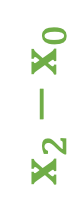 x₂ – x₀